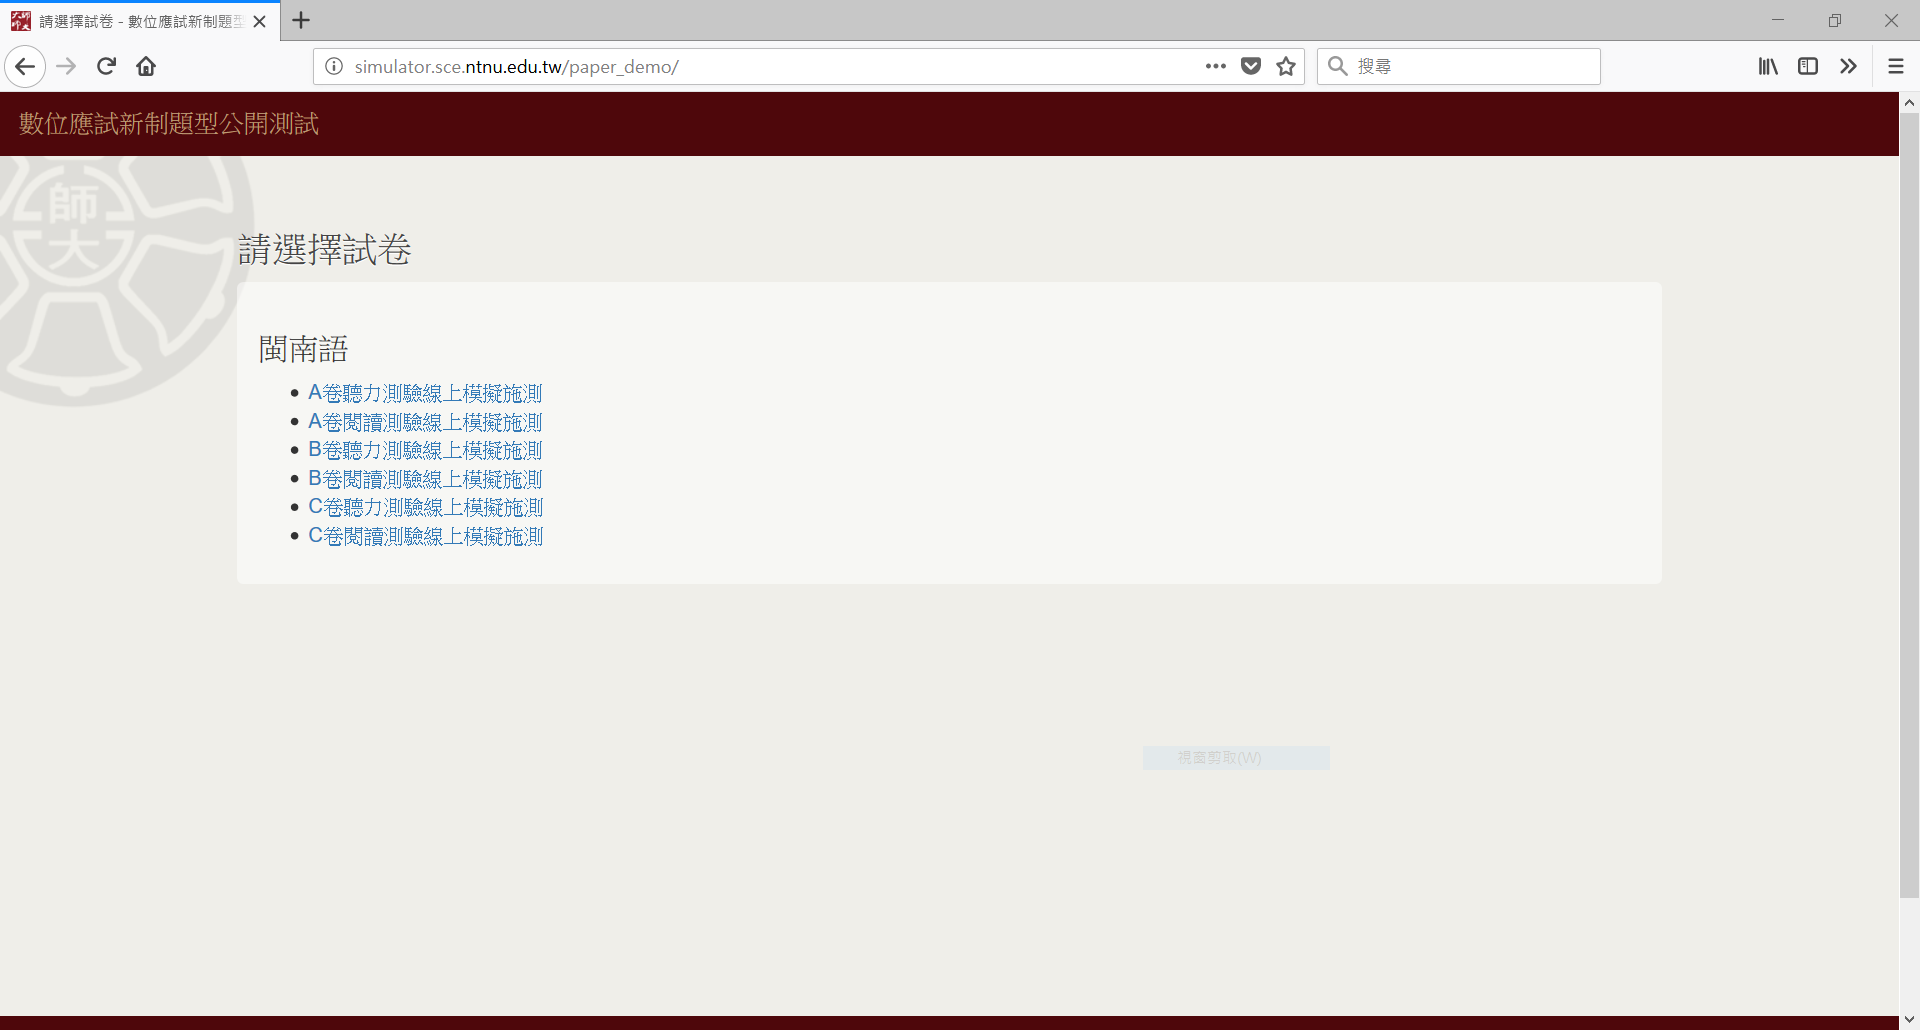 請選擇試卷 - 數位應試新制題型
simulator.sce.ntnu.edu.tw/paper_demo/
搜尋
數位應試新制題型公開測試
師大
請選擇試卷
閩南語
A卷聽力測驗線上模擬施測
A卷閱讀測驗線上模擬施測
B卷聽力測驗線上模擬施測
B卷閱讀測驗線上模擬施測
C卷聽力測驗線上模擬施測
C卷閱讀測驗線上模擬施測
視窗剪取(W)